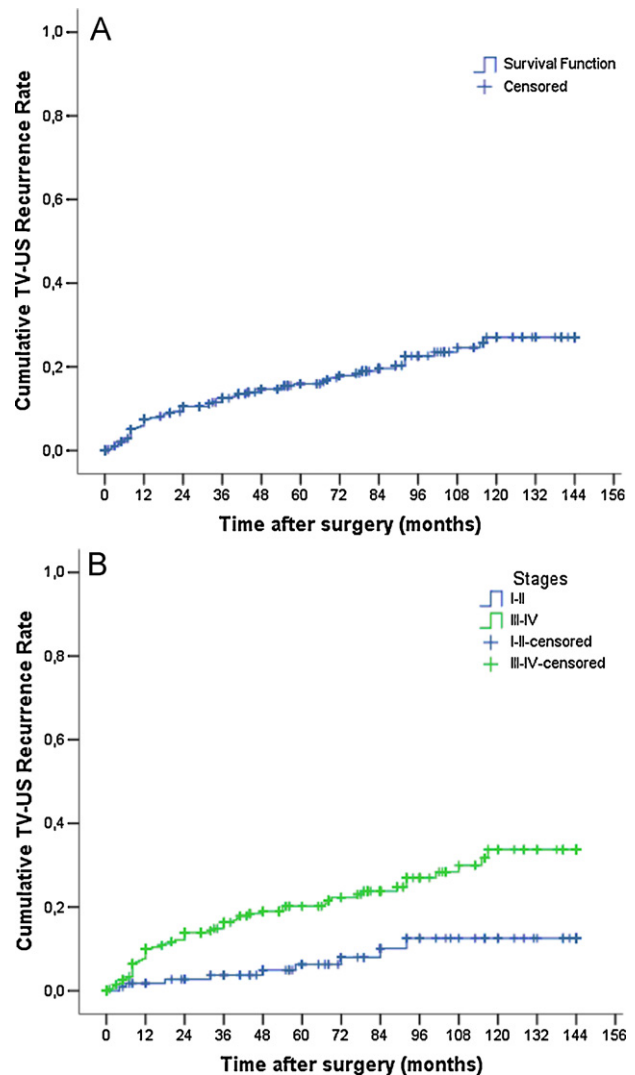 A
Survival Function
Censored
Cumulative TV-US Recurrence Rate
1,0
0,8
0,6
0,4
0,2
0,0
0 12 24 36 48 60 72 84 96 108 120 132 144 156
Time after surgery (months)
B
Stages
I-II
III-IV
I-II-censored
III-IV-censored
Cumulative TV-US Recurrence Rate
1,0
0,8
0,6
0,4
0,2
0,0
0 12 24 36 48 60 72 84 96 108 120 132 144 156
Time after surgery (months)